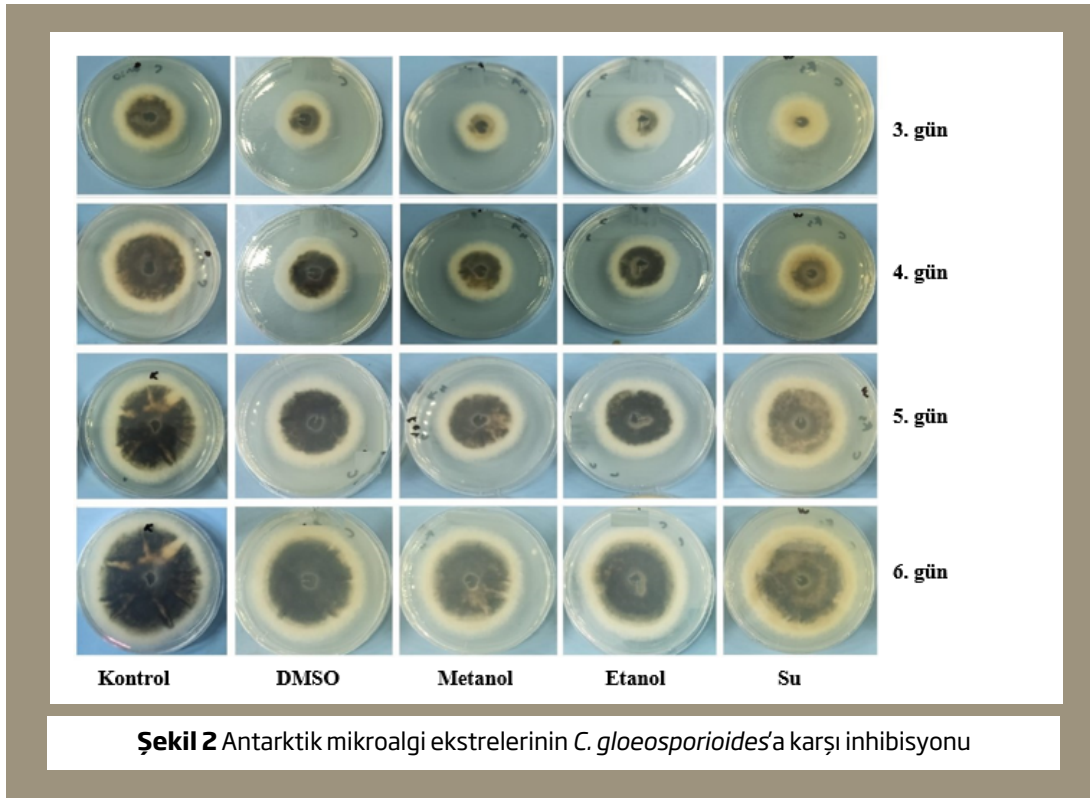 3. gün
4. gün
5. gün
6. gün
Kontrol DMSO Metanol Etanol Su
Şekil 2 Antarktik mikroalgi ekstrelerinin C. gloeosporioides'a karşı inhibisyonu